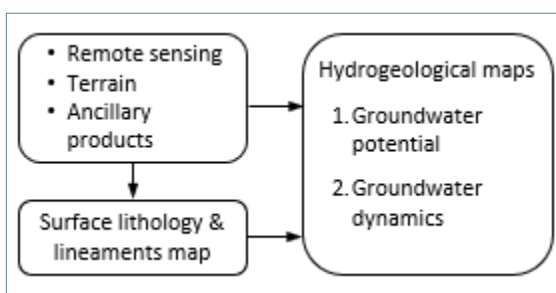 • Remote sensing
• Terrain
• Ancillary
products
Surface lithology &
lineaments map
Hydrogeological maps
1. Groundwater
potential
2. Groundwater
dynamics